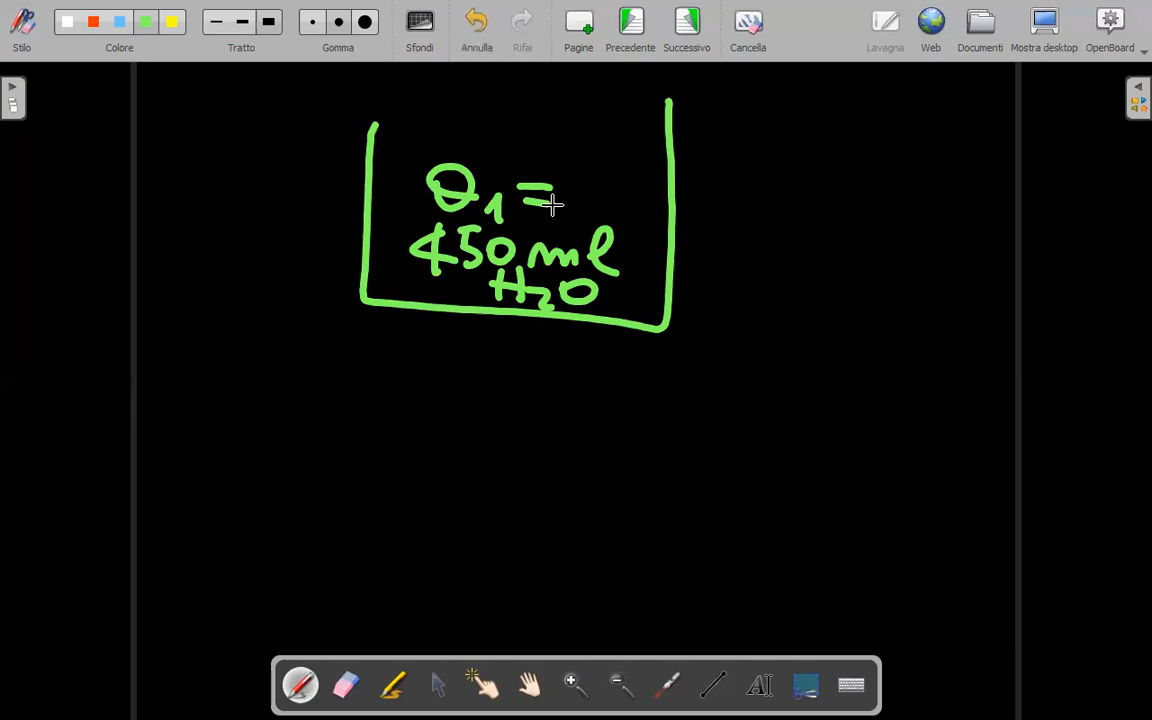 Stilo Colore Tratto Gomma Sfondi Annulla Rifai Pagine Precedente Successivo Cancella Lavagna Web Documenti Mostra desktop OpenBoard
θ₁ =
450 ml
H₂O